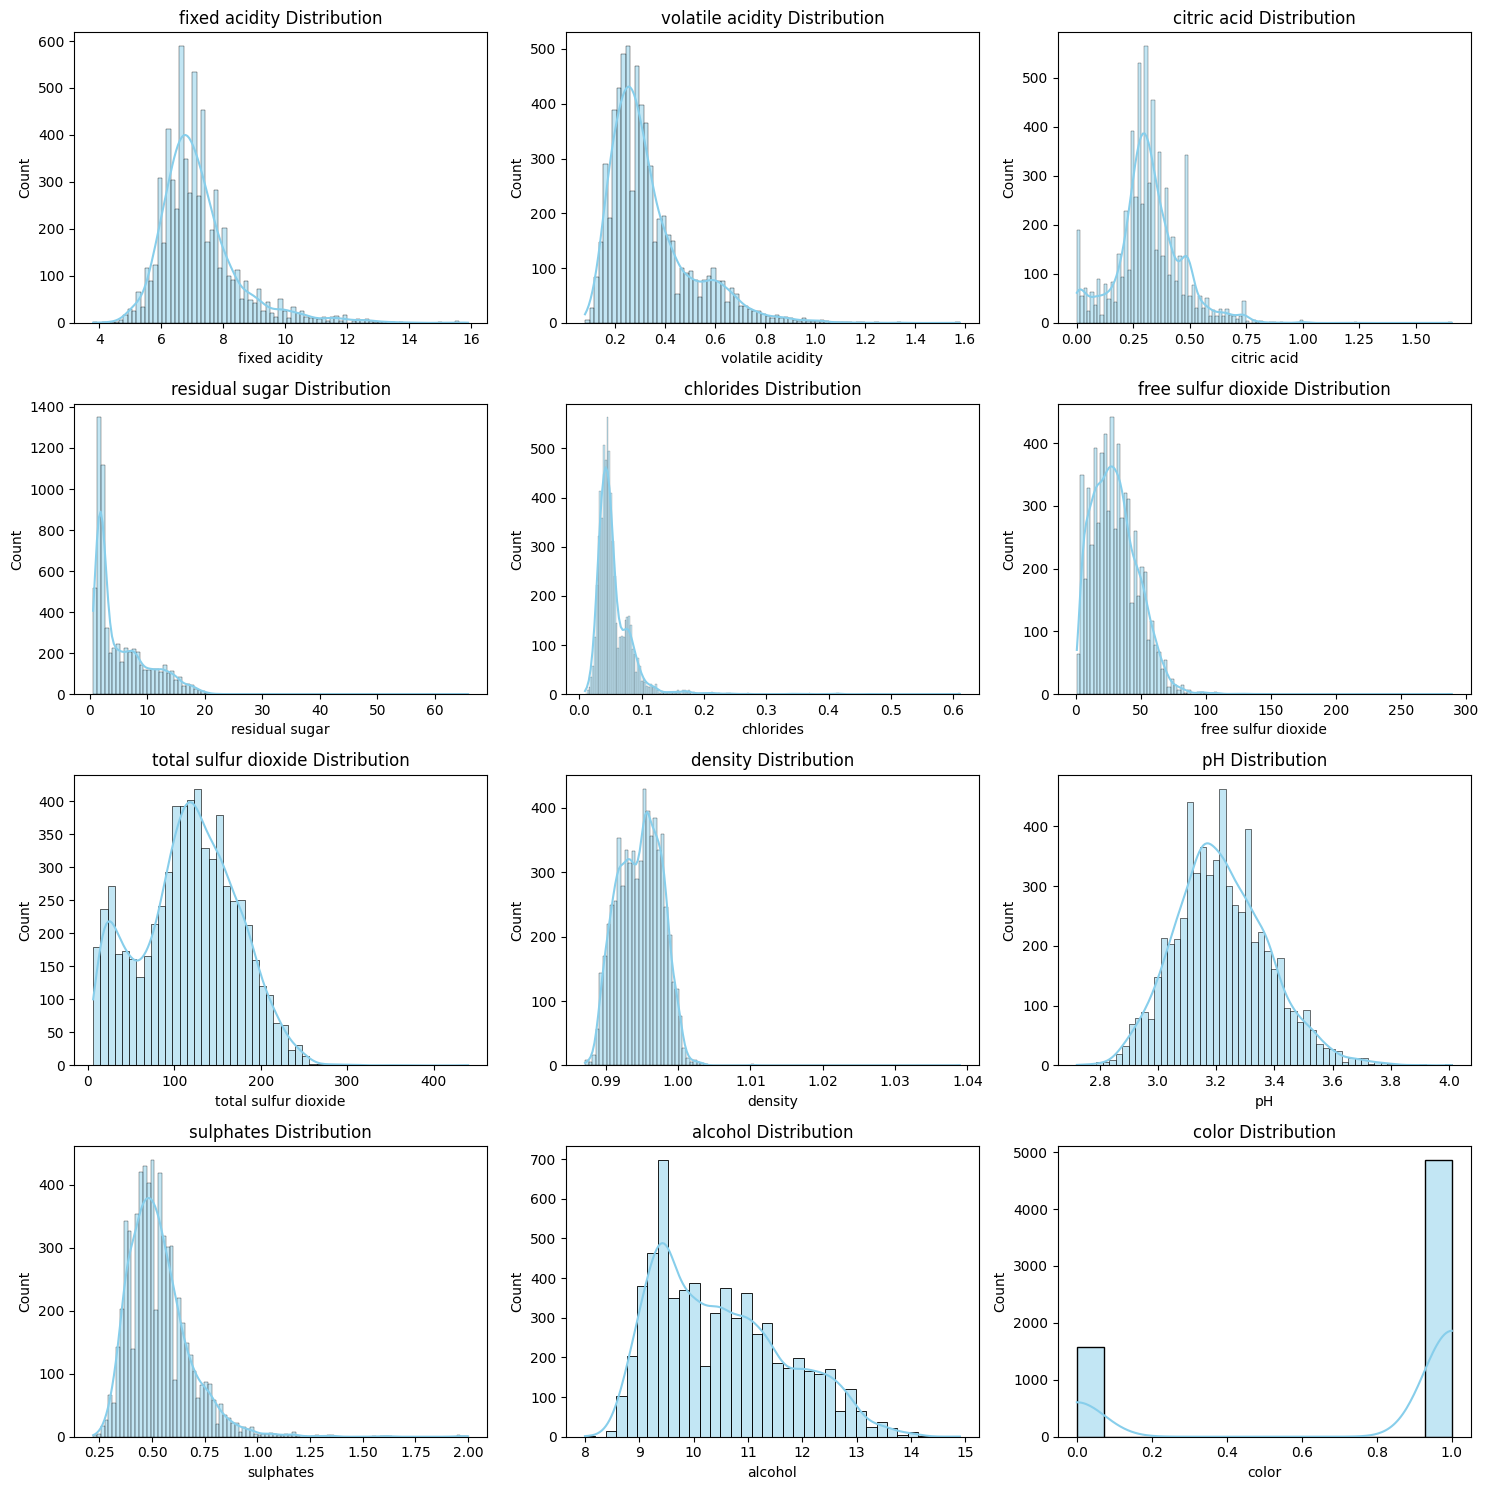 fixed acidity Distribution
600
500
400
300
200
100
0
Count
4 6 8 10 12 14 16
fixed acidity
volatile acidity Distribution
500
400
300
200
100
0
Count
0.2 0.4 0.6 0.8 1.0 1.2 1.4 1.6
volatile acidity
citric acid Distribution
500
400
300
200
100
0
Count
0.00 0.25 0.50 0.75 1.00 1.25 1.50
citric acid
residual sugar Distribution
1400
1200
1000
800
600
400
200
0
Count
0 10 20 30 40 50 60
residual sugar
chlorides Distribution
500
400
300
200
100
0
Count
0.0 0.1 0.2 0.3 0.4 0.5 0.6
chlorides
free sulfur dioxide Distribution
400
300
200
100
0
Count
0 50 100 150 200 250 300
free sulfur dioxide
total sulfur dioxide Distribution
400
350
300
250
200
150
100
50
0
Count
0 100 200 300 400
total sulfur dioxide
density Distribution
400
300
200
100
0
Count
0.99 1.00 1.01 1.02 1.03 1.04
density
pH Distribution
400
300
200
100
0
Count
2.8 3.0 3.2 3.4 3.6 3.8 4.0
pH
sulphates Distribution
400
300
200
100
0
Count
0.25 0.50 0.75 1.00 1.25 1.50 1.75 2.00
sulphates
alcohol Distribution
700
600
500
400
300
200
100
0
Count
8 9 10 11 12 13 14 15
alcohol
color Distribution
5000
4000
3000
2000
1000
0
Count
0.0 0.2 0.4 0.6 0.8 1.0
color